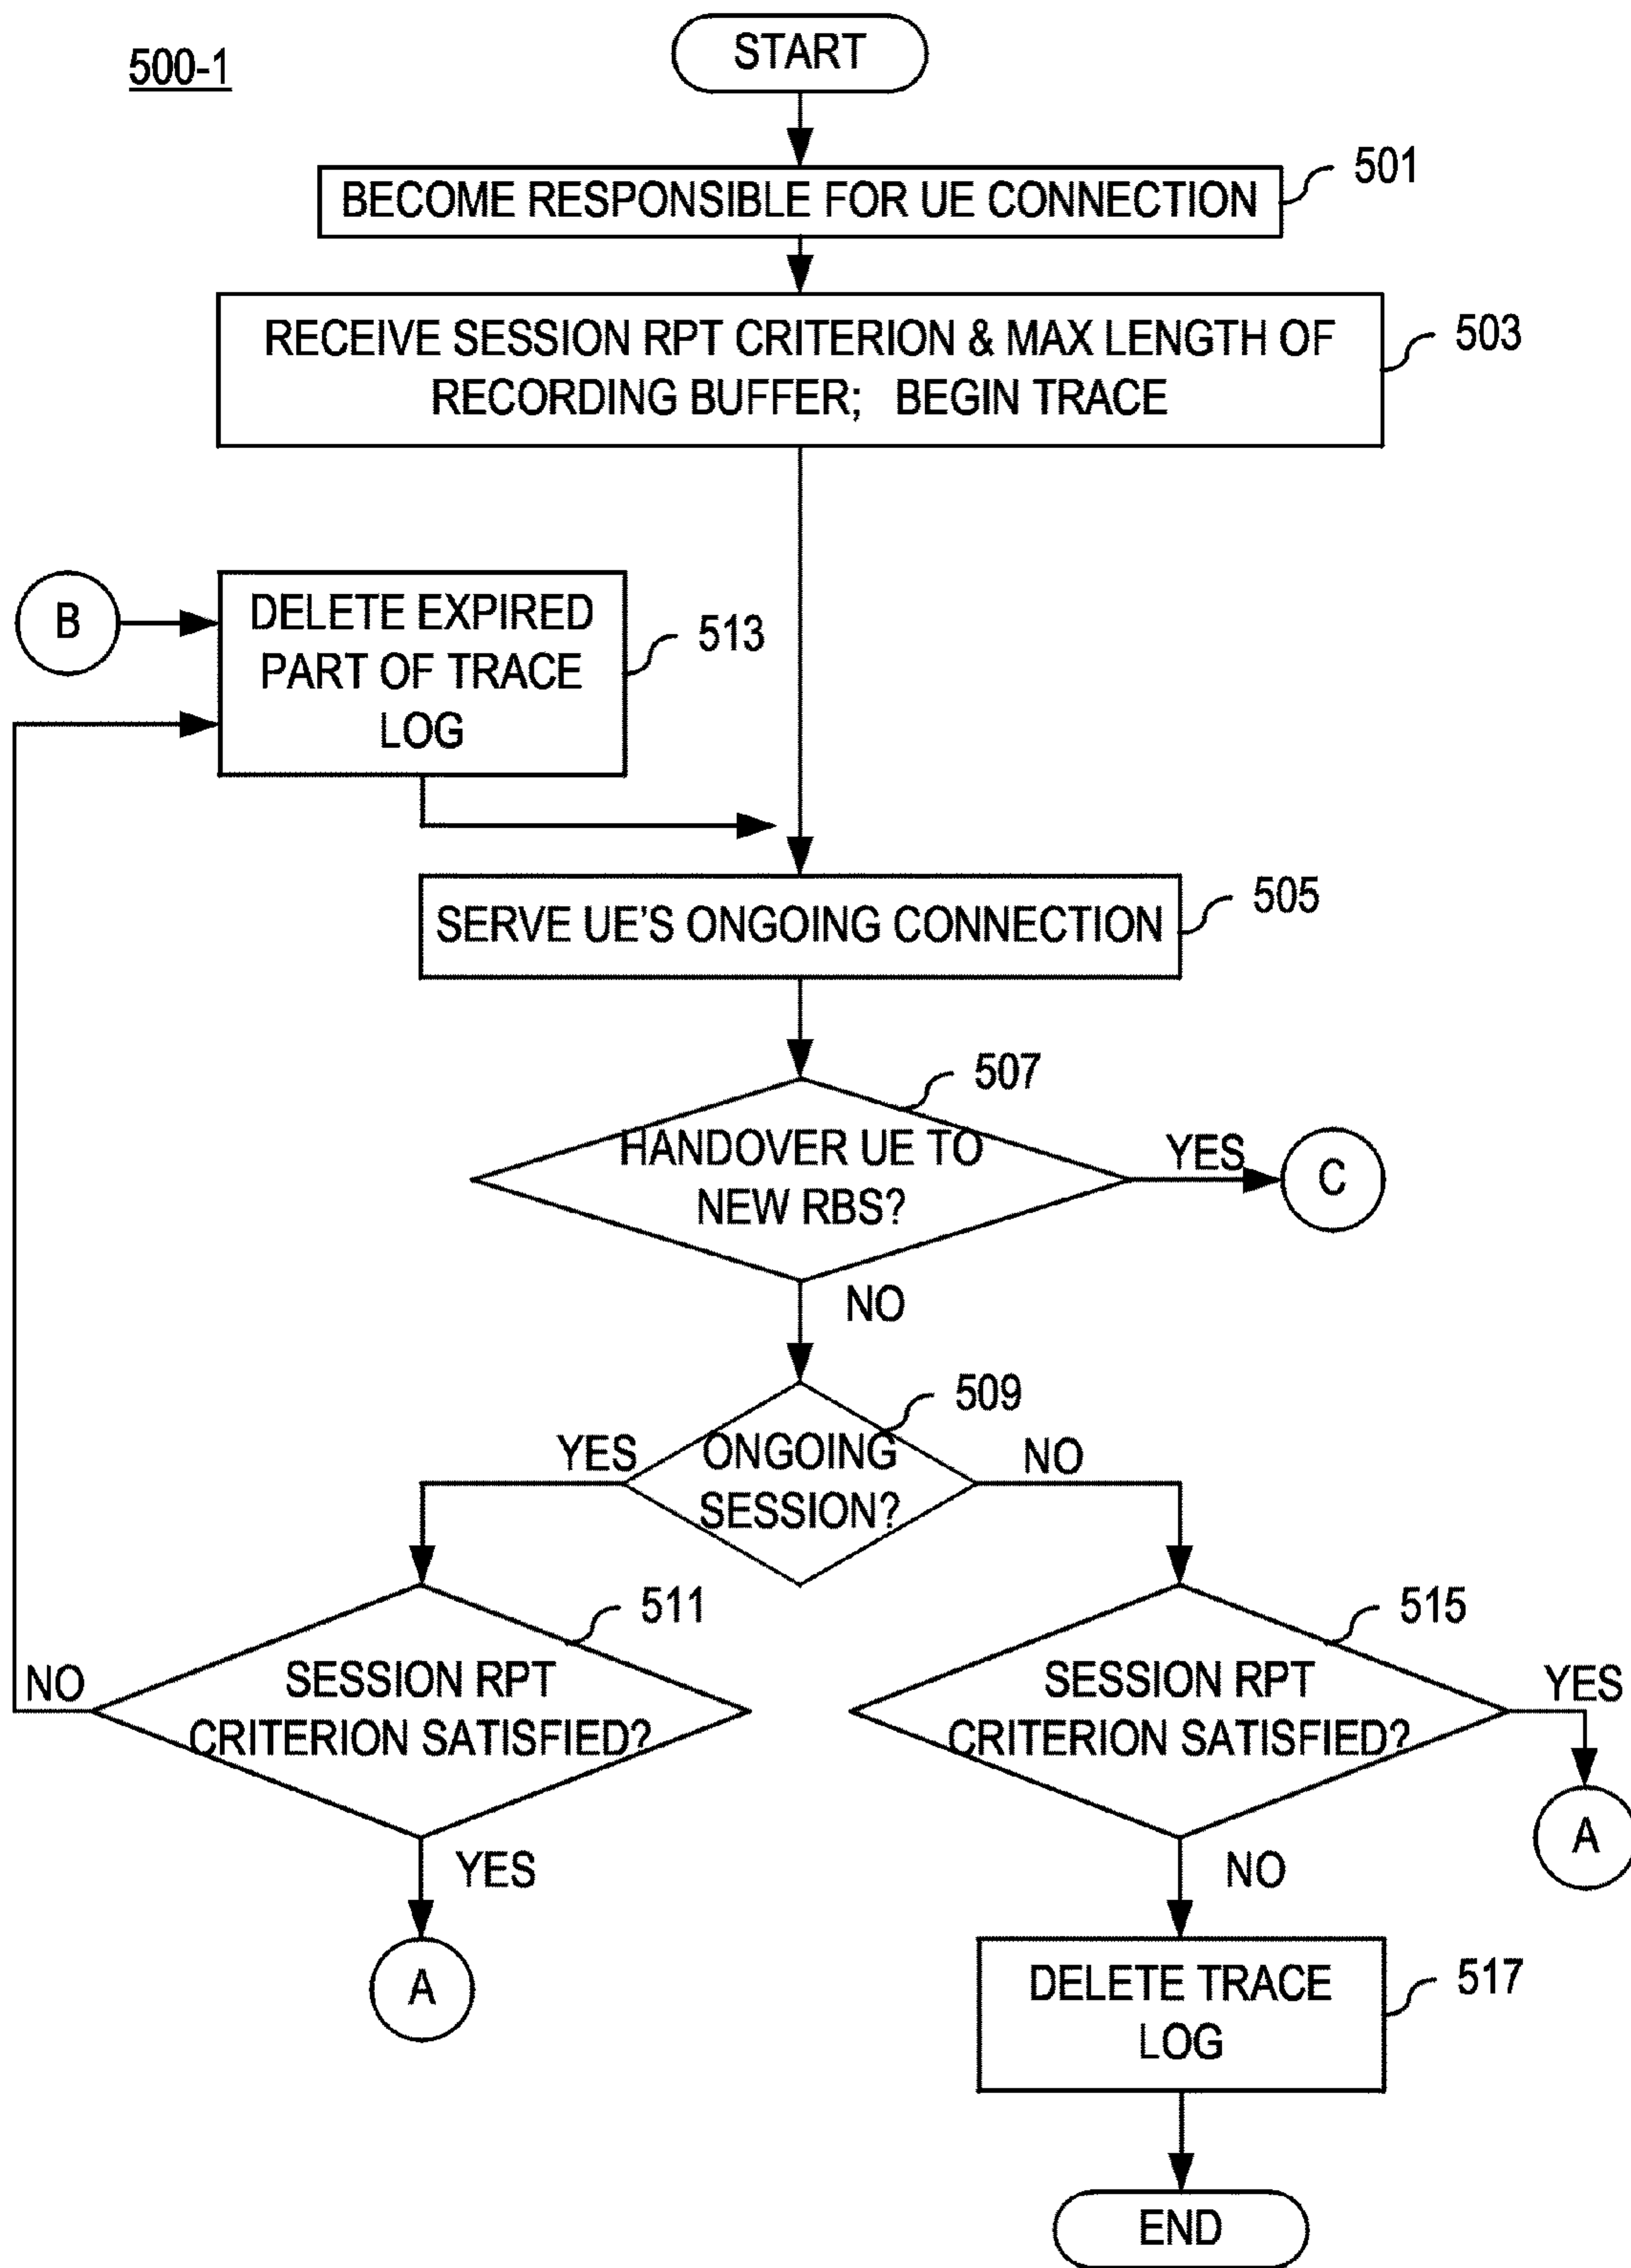 500-1
START
BECOME RESPONSIBLE FOR UE CONNECTION
501
RECEIVE SESSION RPT CRITERION & MAX LENGTH OF
RECORDING BUFFER; BEGIN TRACE
503
B
DELETE EXPIRED
PART OF TRACE
LOG
513
SERVE UE'S ONGOING CONNECTION
505
507
HANDOVER UE TO
NEW RBS?
YES
C
NO
509
YES
ONGOING
SESSION?
NO
511
SESSION RPT
CRITERION SATISFIED?
NO
YES
A
515
SESSION RPT
CRITERION SATISFIED?
YES
A
NO
DELETE TRACE
LOG
517
END